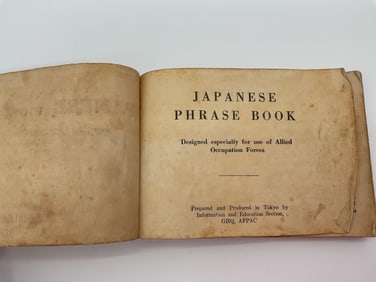 JAPANESE
PHRASE BOOK
Designed especially for use of Allied
Occupation Forces
Prepared and Produced in Tokyo by
Information and Education Section,
GHQ, AFPAC